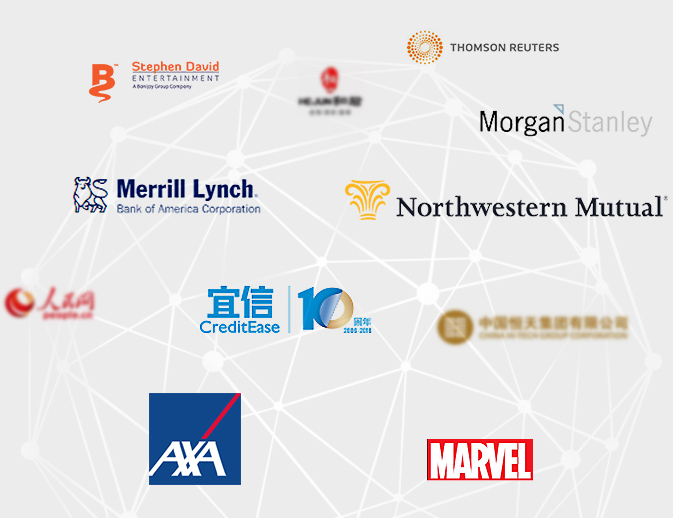 THOMSON REUTERS
Stephen David
ENTERTAINMENT
A Banijay Group Company
Morgan Stanley
Merrill Lynch®
Bank of America Corporation
Northwestern Mutual®
人民网
people.cn
宜信
CreditEase
10
周年
2006-2016
中国恒天集团有限公司
CHINA HI-TECH GROUP CORPORATION
AXA
MARVEL